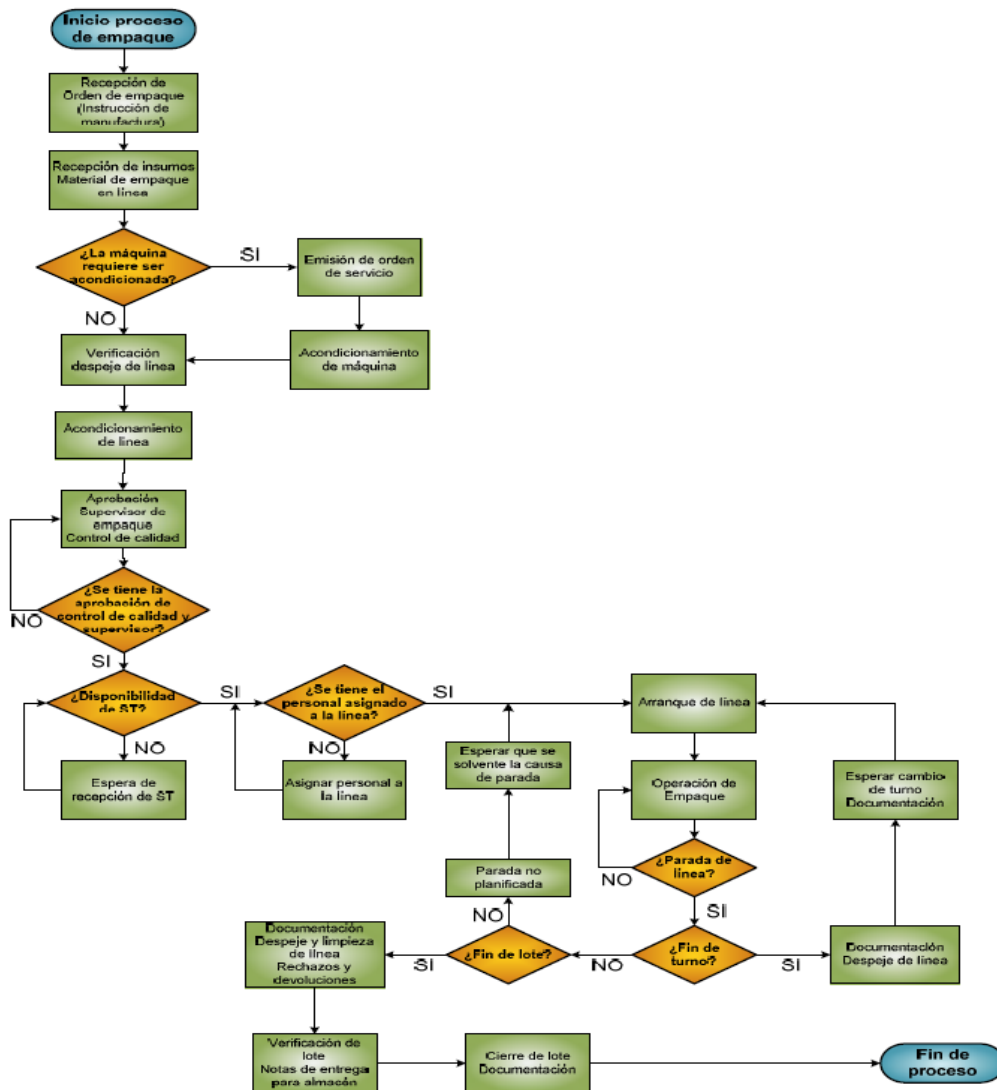 Inicio proceso
de empaque
Recepción de
Orden de empaque
(Instrucción de
manufactura)
Recepción de insumos
Material de empaque
en línea
¿La máquina
requiere ser
acondicionada?
SI
Emisión de orden
de servicio
NO
Verificación
despeje de línea
Acondicionamiento
de máquina
Acondicionamiento
de linea
Aprobación
Supervisor de
empaque
Control de calidad
¿Se tiene la
aprobación de
control de calidad y
supervisor?
NO
SI
¿Disponibilidad
de ST?
SI
¿Se tiene el
personal asignado
a la línea?
SI
Arranque de línea
NO
Espera de
recepción de ST
NO
Asignar personal a
la línea
Esperar que se
solvente la causa
de parada
Operación de
Empaque
Esperar cambio
de turno
Documentación
Parada no
planificada
¿Parada de
línea?
NO
SI
NO
Documentación
Despeje y limpieza
de línea
Rechazos y
devoluciones
SI
¿Fin de lote?
NO
¿Fin de
turno?
SI
Documentación
Despeje de línea
Verificación de
lote
Notas de entrega
para almacén
Cierre de lote
Documentación
Fin de
proceso